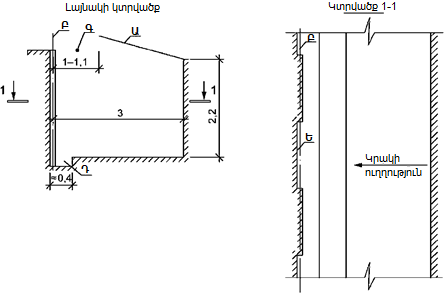 Լայնակի կտրվածք
Բ
Գ
Ա
1–1,1
1
1
3
2,2
Դ
≈0,4
Կտրվածք 1-1
Բ
Ե
Կրակի
ուղղություն